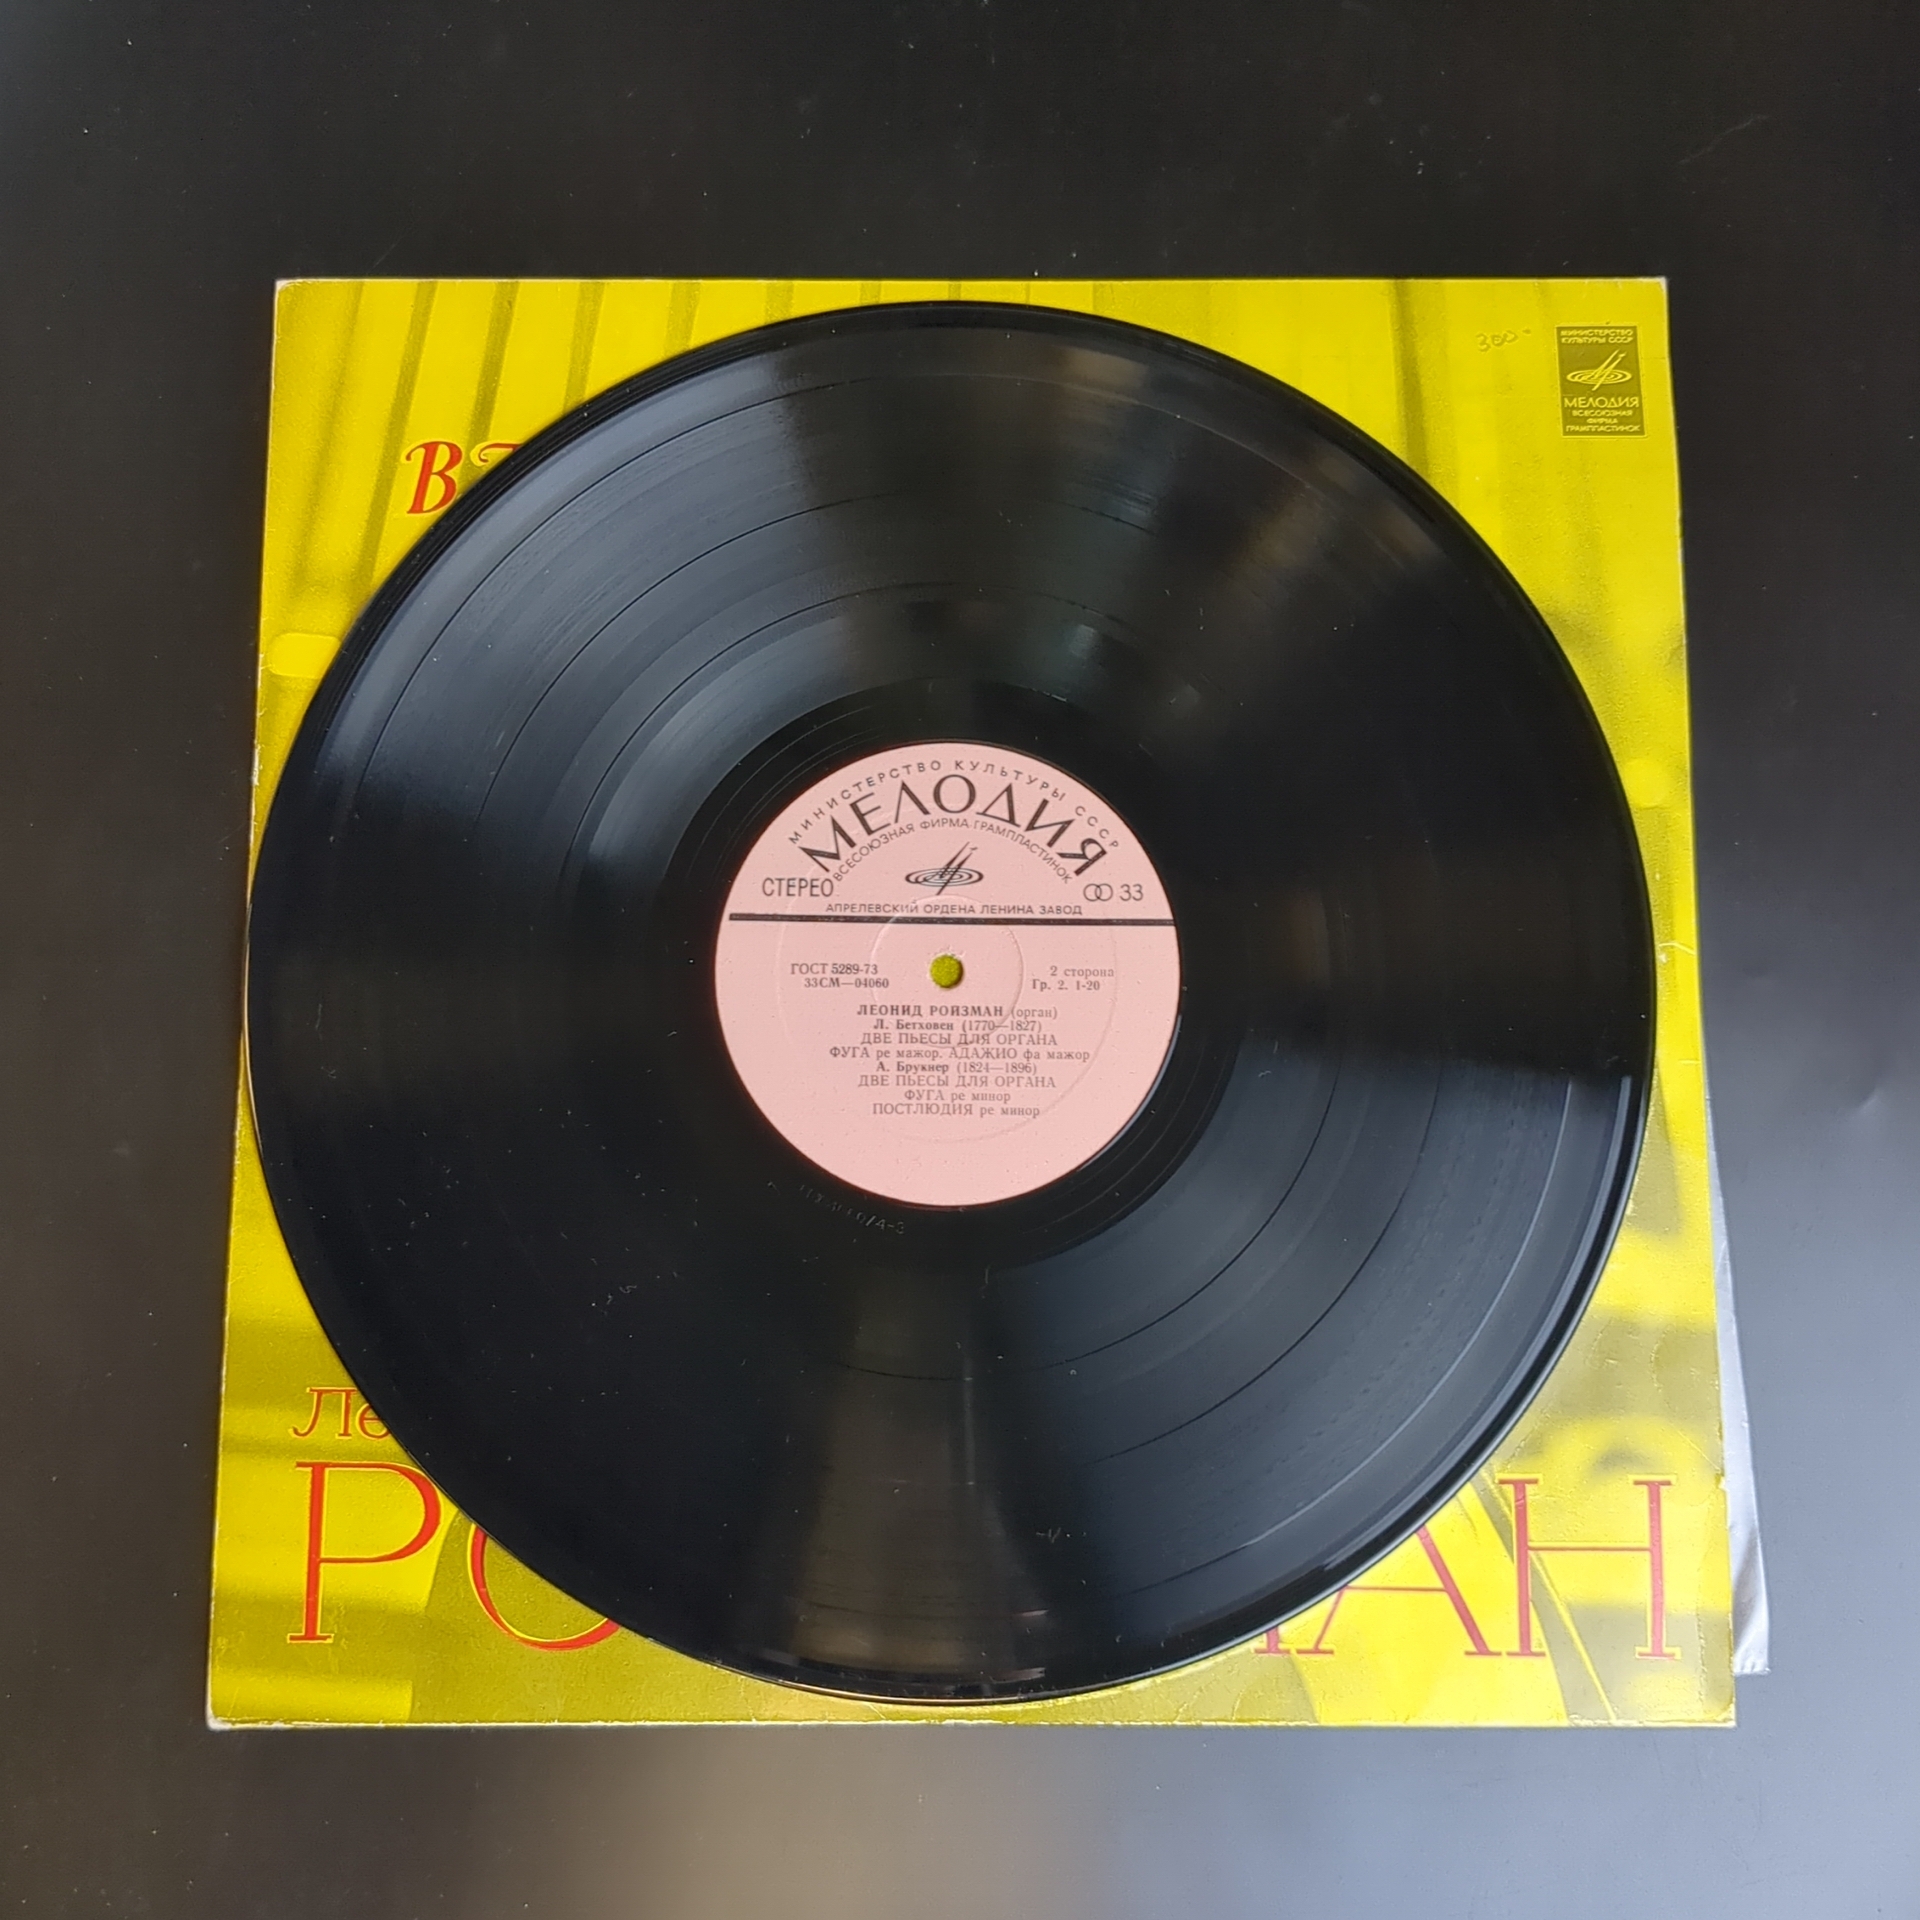 МИНИСТЕРСТВО
КУЛЬТУРЫ СССР
МЕЛОДИЯ
ВСЕСОЮЗНАЯ
ФИРМА
ГРАМПЛАСТИНОК
300
МИНИСТЕРСТВО КУЛЬТУРЫ СССР
МЕЛОДИЯ
ВСЕСОЮЗНАЯ ФИРМА ГРАМПЛАСТИНОК
СТЕРЕО
33
АПРЕЛЕВСКИЙ ОРДЕНА ЛЕНИНА ЗАВОД
ГОСТ 5289-73
33СМ—04060
2 сторона
Гр. 2. 1-20
ЛЕОНИД РОЙЗМАН (орган)
Л. Бетховен (1770—1827)
ДВЕ ПЬЕСЫ ДЛЯ ОРГАНА
ФУГА ре мажор. АДАЖИО фа мажор
А. Брукнер (1824—1896)
ДВЕ ПЬЕСЫ ДЛЯ ОРГАНА
ФУГА ре минор
ПОСТЛЮДИЯ ре минор